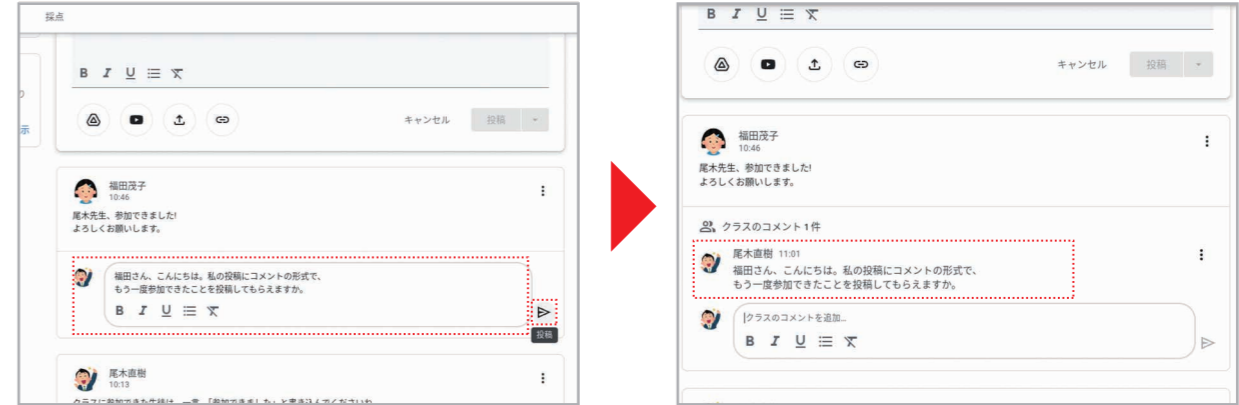 採点
B I U
キャンセル 投稿
福田茂子
10:46
尾木先生、参加できました!
よろしくお願いします。
福田さん、こんにちは。私の投稿にコメントの形式で、
もう一度参加できたことを投稿してもらえますか。
B I U
投稿
尾木直樹
10:13
示
B I U
キャンセル 投稿
福田茂子
10:46
尾木先生、参加できました!
よろしくお願いします。
クラスのコメント 1 件
尾木直樹 11:01
福田さん、こんにちは。私の投稿にコメントの形式で、
もう一度参加できたことを投稿してもらえますか。
クラスのコメントを追加...
B I U